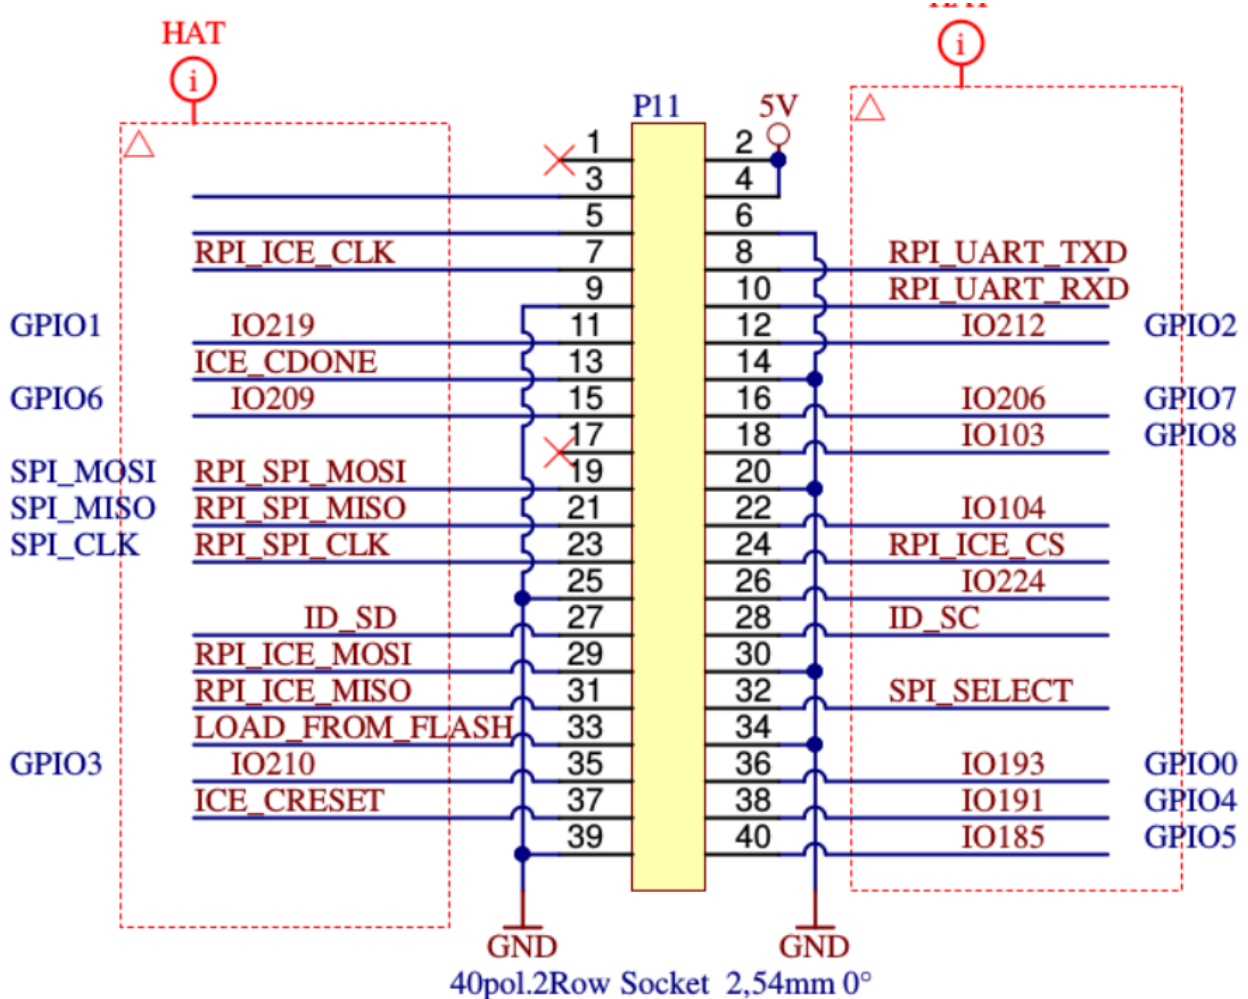 HAT
HAT
i
i
P11
5V
1 2
3 4
5 6
RPI_ICE_CLK 7 8 RPI_UART_TXD
9 10 RPI_UART_RXD
GPIO1 IO219 11 12 IO212 GPIO2
ICE_CDONE 13 14
GPIO6 IO209 15 16 IO206 GPIO7
17 18 IO103 GPIO8
SPI_MOSI RPI_SPI_MOSI 19 20
SPI_MISO RPI_SPI_MISO 21 22 IO104
SPI_CLK RPI_SPI_CLK 23 24 RPI_ICE_CS
25 26 IO224
ID_SD 27 28 ID_SC
RPI_ICE_MOSI 29 30
RPI_ICE_MISO 31 32 SPI_SELECT
LOAD_FROM_FLASH 33 34
GPIO3 IO210 35 36 IO193 GPIO0
ICE_CRESET 37 38 IO191 GPIO4
39 40 IO185 GPIO5
GND GND
40pol.2Row Socket 2,54mm 0°